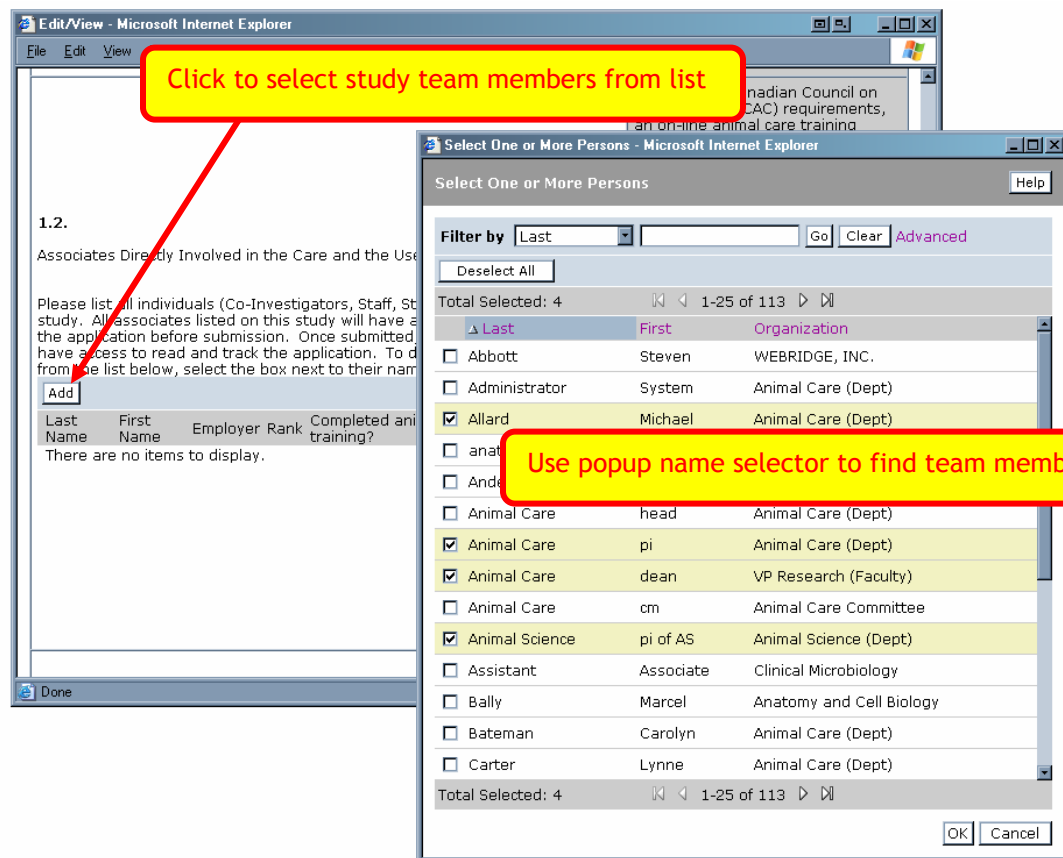 Edit/View - Microsoft Internet Explorer
File Edit View
Click to select study team members from list
nadian Council on
CAC) requirements,
an on-line animal care training
1.2.
Associates Directly Involved in the Care and the Use
Please list all individuals (Co-Investigators, Staff, St
study. All associates listed on this study will have a
the application before submission. Once submitted,
have access to read and track the application. To d
from the list below, select the box next to their nam
Add
Last Name First Name Employer Rank Completed ani training?
There are no items to display.
Done
Select One or More Persons - Microsoft Internet Explorer
Select One or More Persons Help
Filter by Last Go Clear Advanced
Deselect All
Total Selected: 4 1-25 of 113
Last First Organization
Abbott Steven WEBRIDGE, INC.
Administrator System Animal Care (Dept)
Allard Michael Animal Care (Dept)
anat
Use popup name selector to find team memb
Ande
Animal Care head Animal Care (Dept)
Animal Care pi Animal Care (Dept)
Animal Care dean VP Research (Faculty)
Animal Care cm Animal Care Committee
Animal Science pi of AS Animal Science (Dept)
Assistant Associate Clinical Microbiology
Bally Marcel Anatomy and Cell Biology
Bateman Carolyn Animal Care (Dept)
Carter Lynne Animal Care (Dept)
Total Selected: 4 1-25 of 113
OK Cancel